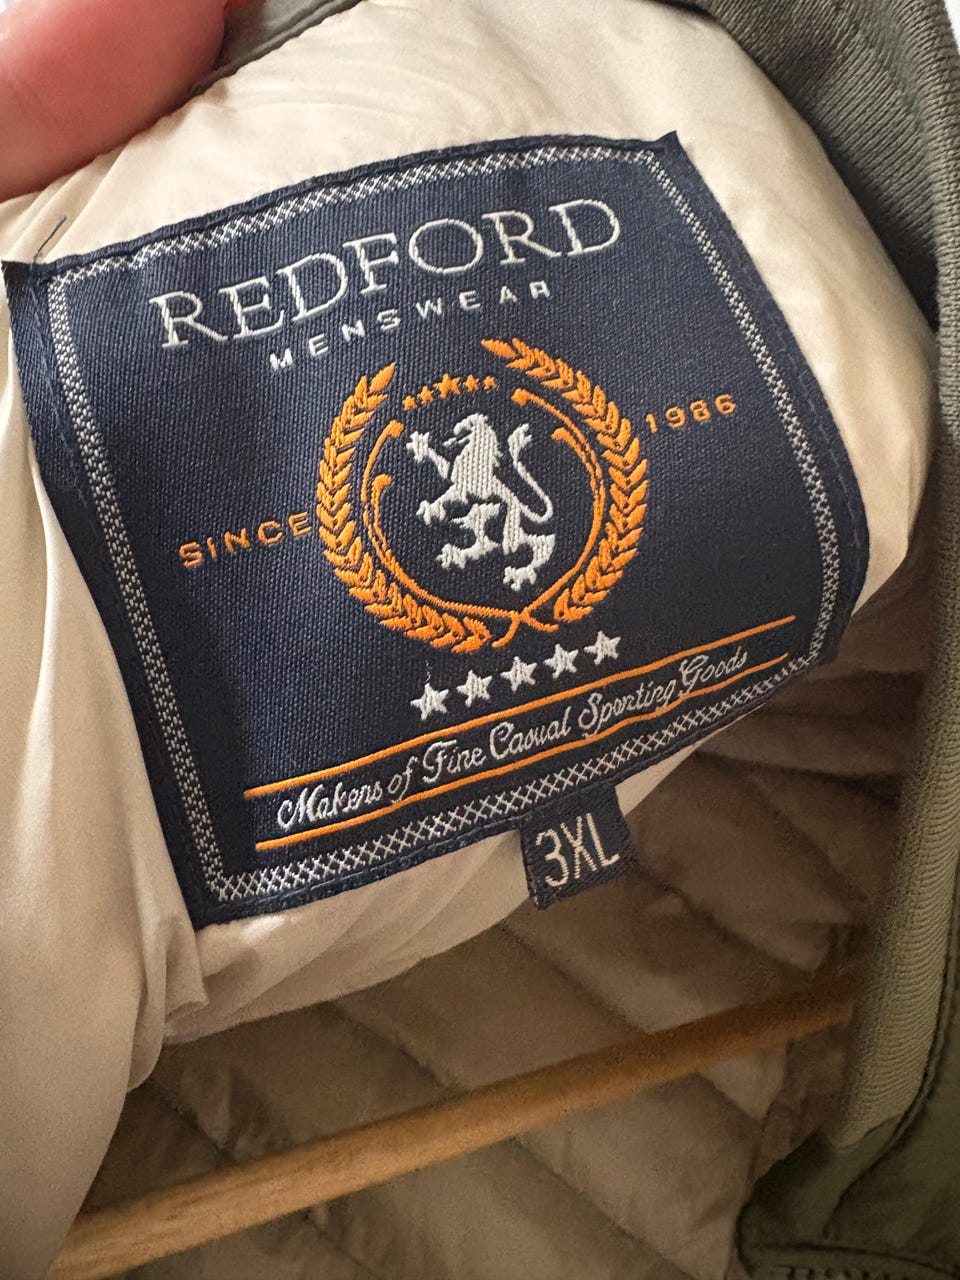 REDFORD
MENSWEAR
SINCE 1986
Makers of Fine Casual Sporting Goods
3XL